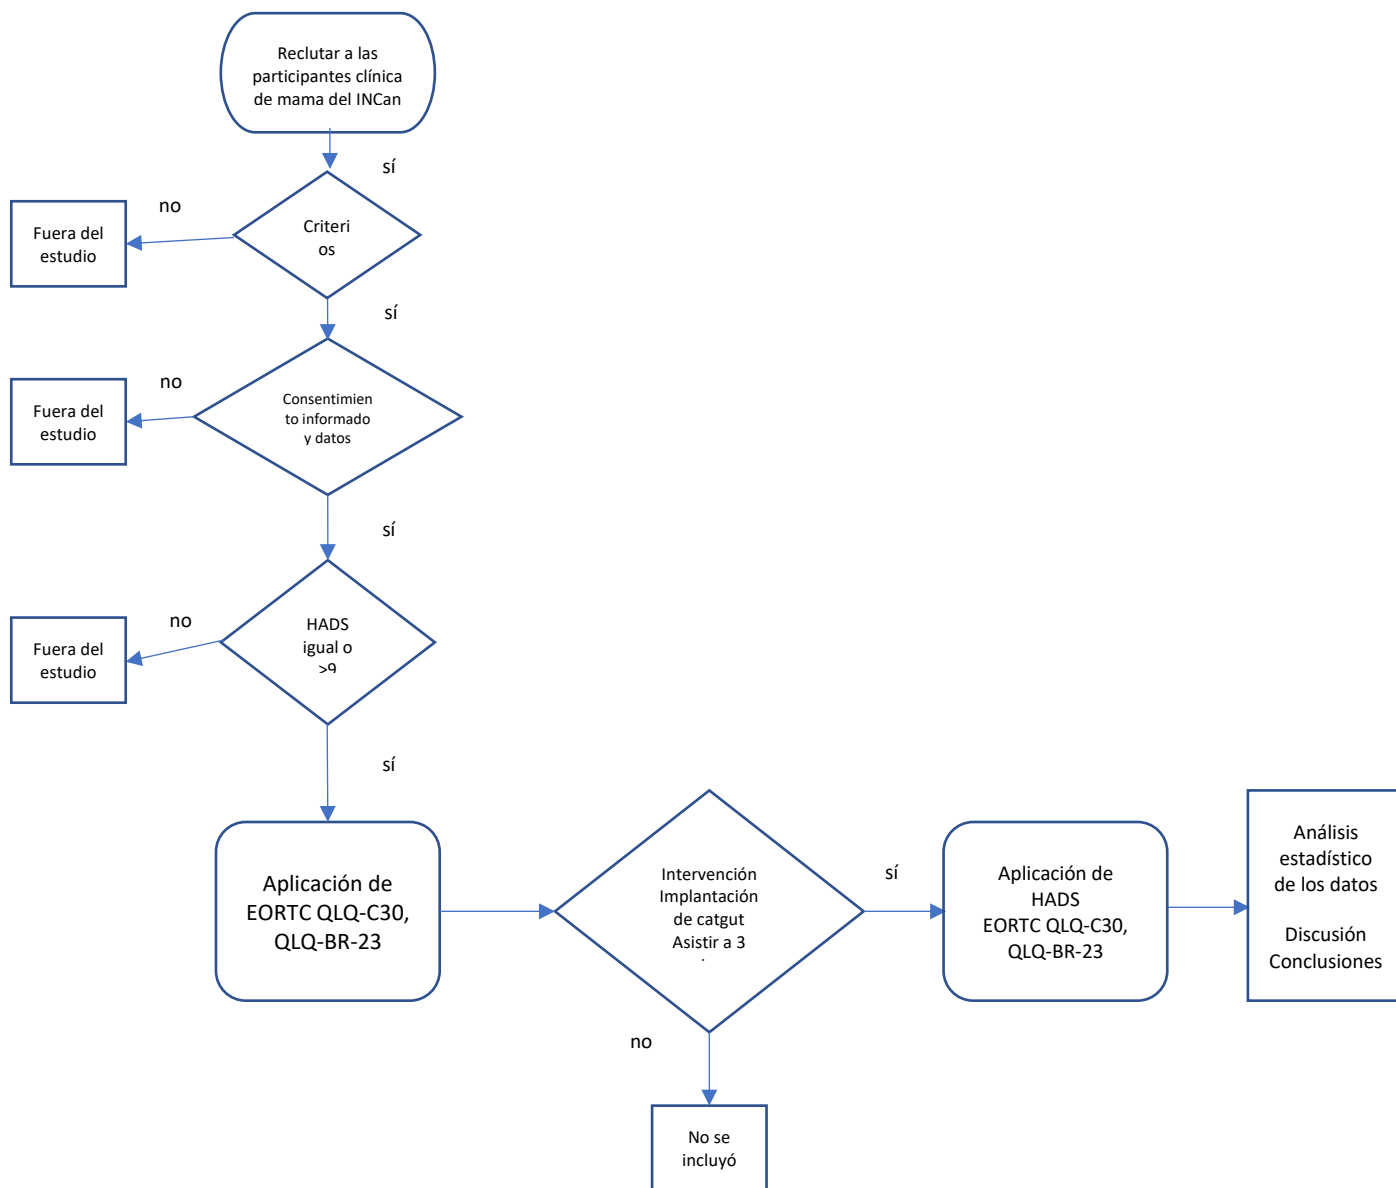 Reclutar a las
participantes clínica
de mama del INCan
sí
no
Criteri
os
Fuera del
estudio
sí
no
Consentimien
to informado
y datos
Fuera del
estudio
sí
no
HADS
igual o
>9
Fuera del
estudio
sí
Aplicación de
EORTC QLQ-C30,
QLQ-BR-23
Intervención
Implantación
de catgut
Asistir a 3
sí
no
Aplicación de
HADS
EORTC QLQ-C30,
QLQ-BR-23
Análisis
estadístico
de los datos
Discusión
Conclusiones
No se
incluyó